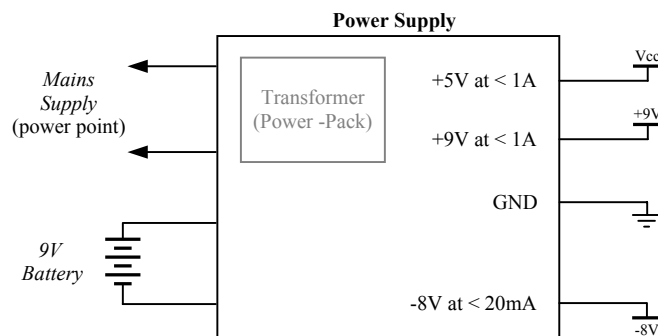 Power Supply
Mains
Supply
(power point)
Transformer
(Power -Pack)
+5V at < 1A
Vcc
+9V at < 1A
+9V
GND
9V
Battery
-8V at < 20mA
-8V